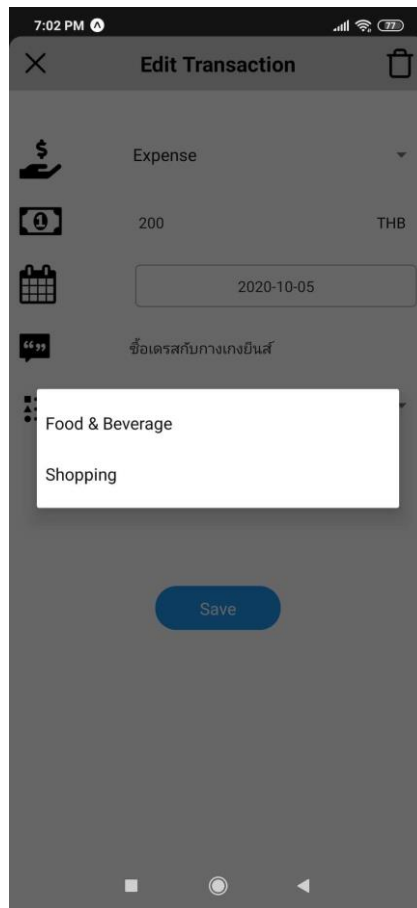 7:02 PM
77
Edit Transaction
Expense
200 THB
2020-10-05
ซื้อเดรสกับกางเกงยีนส์
Food & Beverage
Shopping
Save